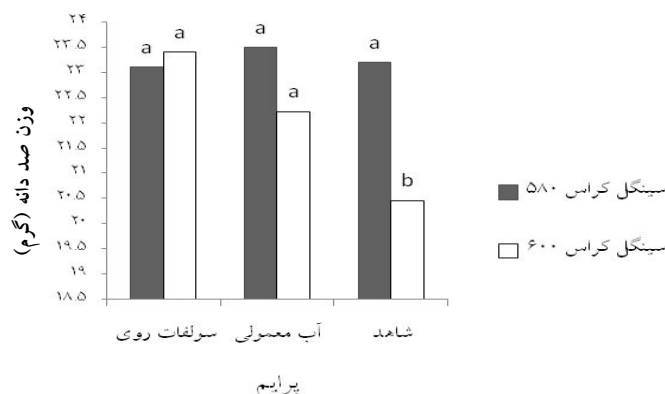 وزن صد دانه (گرم)
۲۴
۲۳.۵
۲۳
۲۲.۵
۲۲
۲۱.۵
۲۱
۲۰.۵
۲۰
۱۹.۵
۱۹
۱۸.۵
a a a a a b
سینگل کراس ۵۸۰
سینگل کراس ۶۰۰
شاهد آب معمولی سولفات روی
پرایم